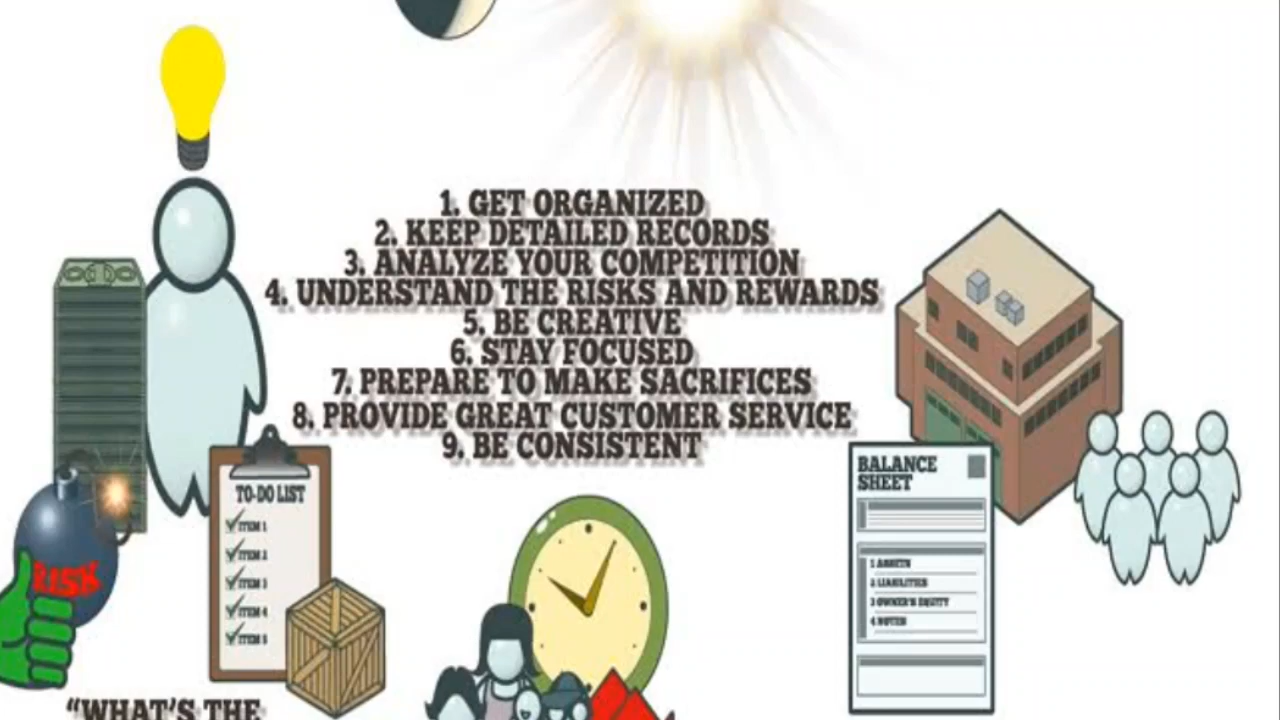 1. GET ORGANIZED
2. KEEP DETAILED RECORDS
3. ANALYZE YOUR COMPETITION
4. UNDERSTAND THE RISKS AND REWARDS
5. BE CREATIVE
6. STAY FOCUSED
7. PREPARE TO MAKE SACRIFICES
8. PROVIDE GREAT CUSTOMER SERVICE
9. BE CONSISTENT
RISK
TO-DO LIST
ITEM 1
ITEM 2
ITEM 3
ITEM 4
ITEM 5
BALANCE
SHEET
1 ASSETS
2 LIABILITIES
3 OWNER'S EQUITY
4 NOTES
"WHAT'S THE